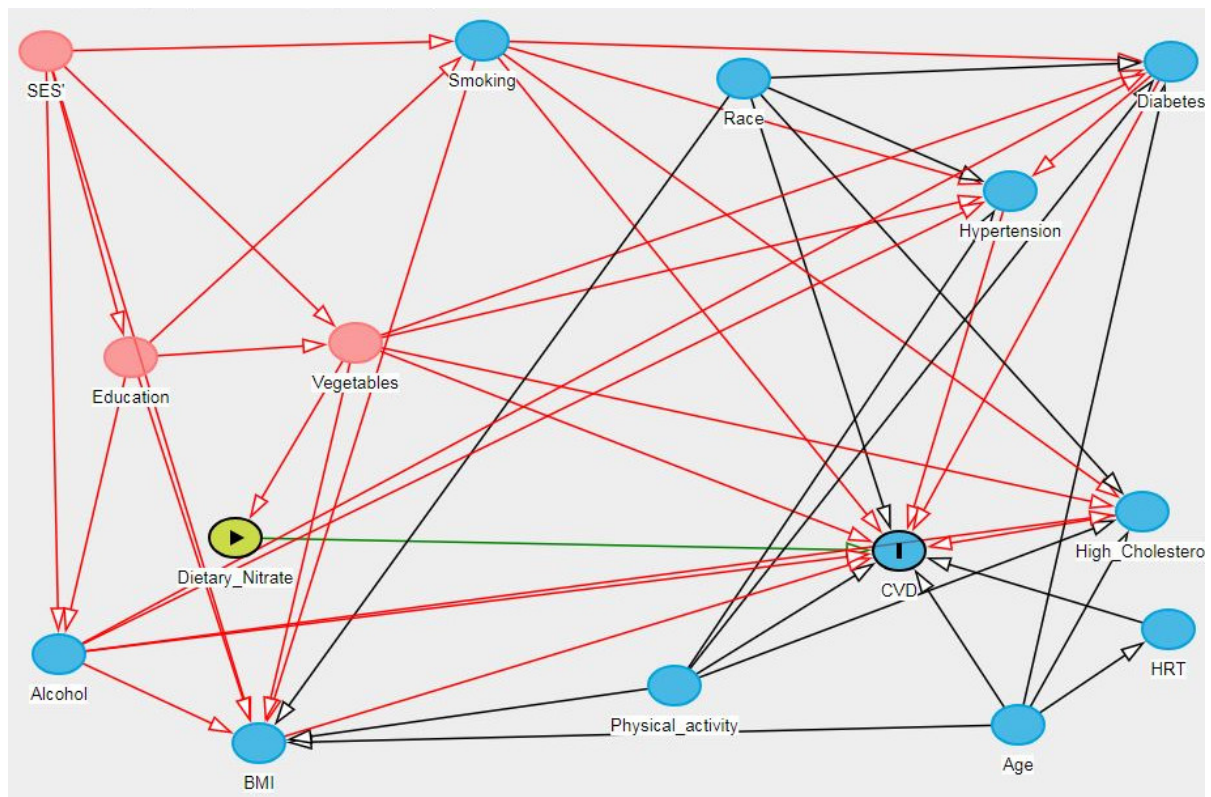 SES'
Smoking
Race
Diabetes
Hypertension
Education
Vegetables
Dietary_Nitrate
CVD
High_Cholestero
HRT
Alcohol
Physical_activity
Age
BMI